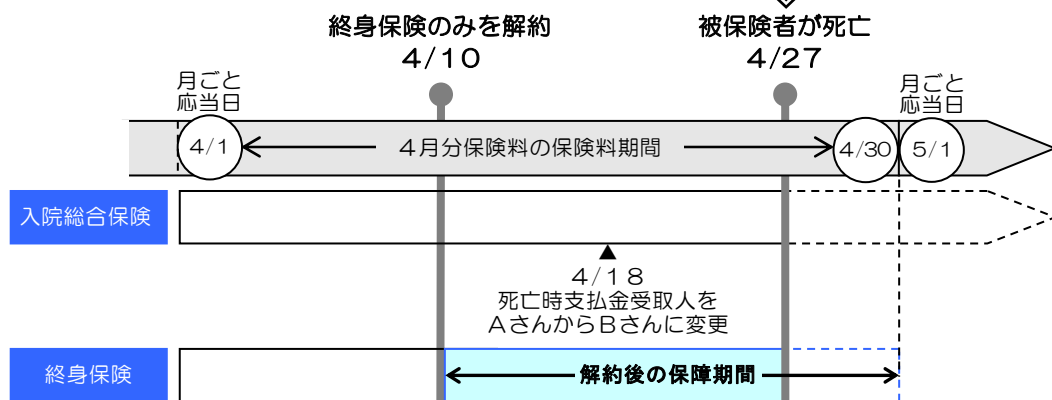 終身保険のみを解約
4/10
被保険者が死亡
4/27
月ごと
応当日
月ごと
応当日
4/1
4月分保険料の保険料期間
4/30
5/1
入院総合保険
▲
4/18
死亡時支払金受取人を
AさんからBさんに変更
終身保険
解約後の保障期間